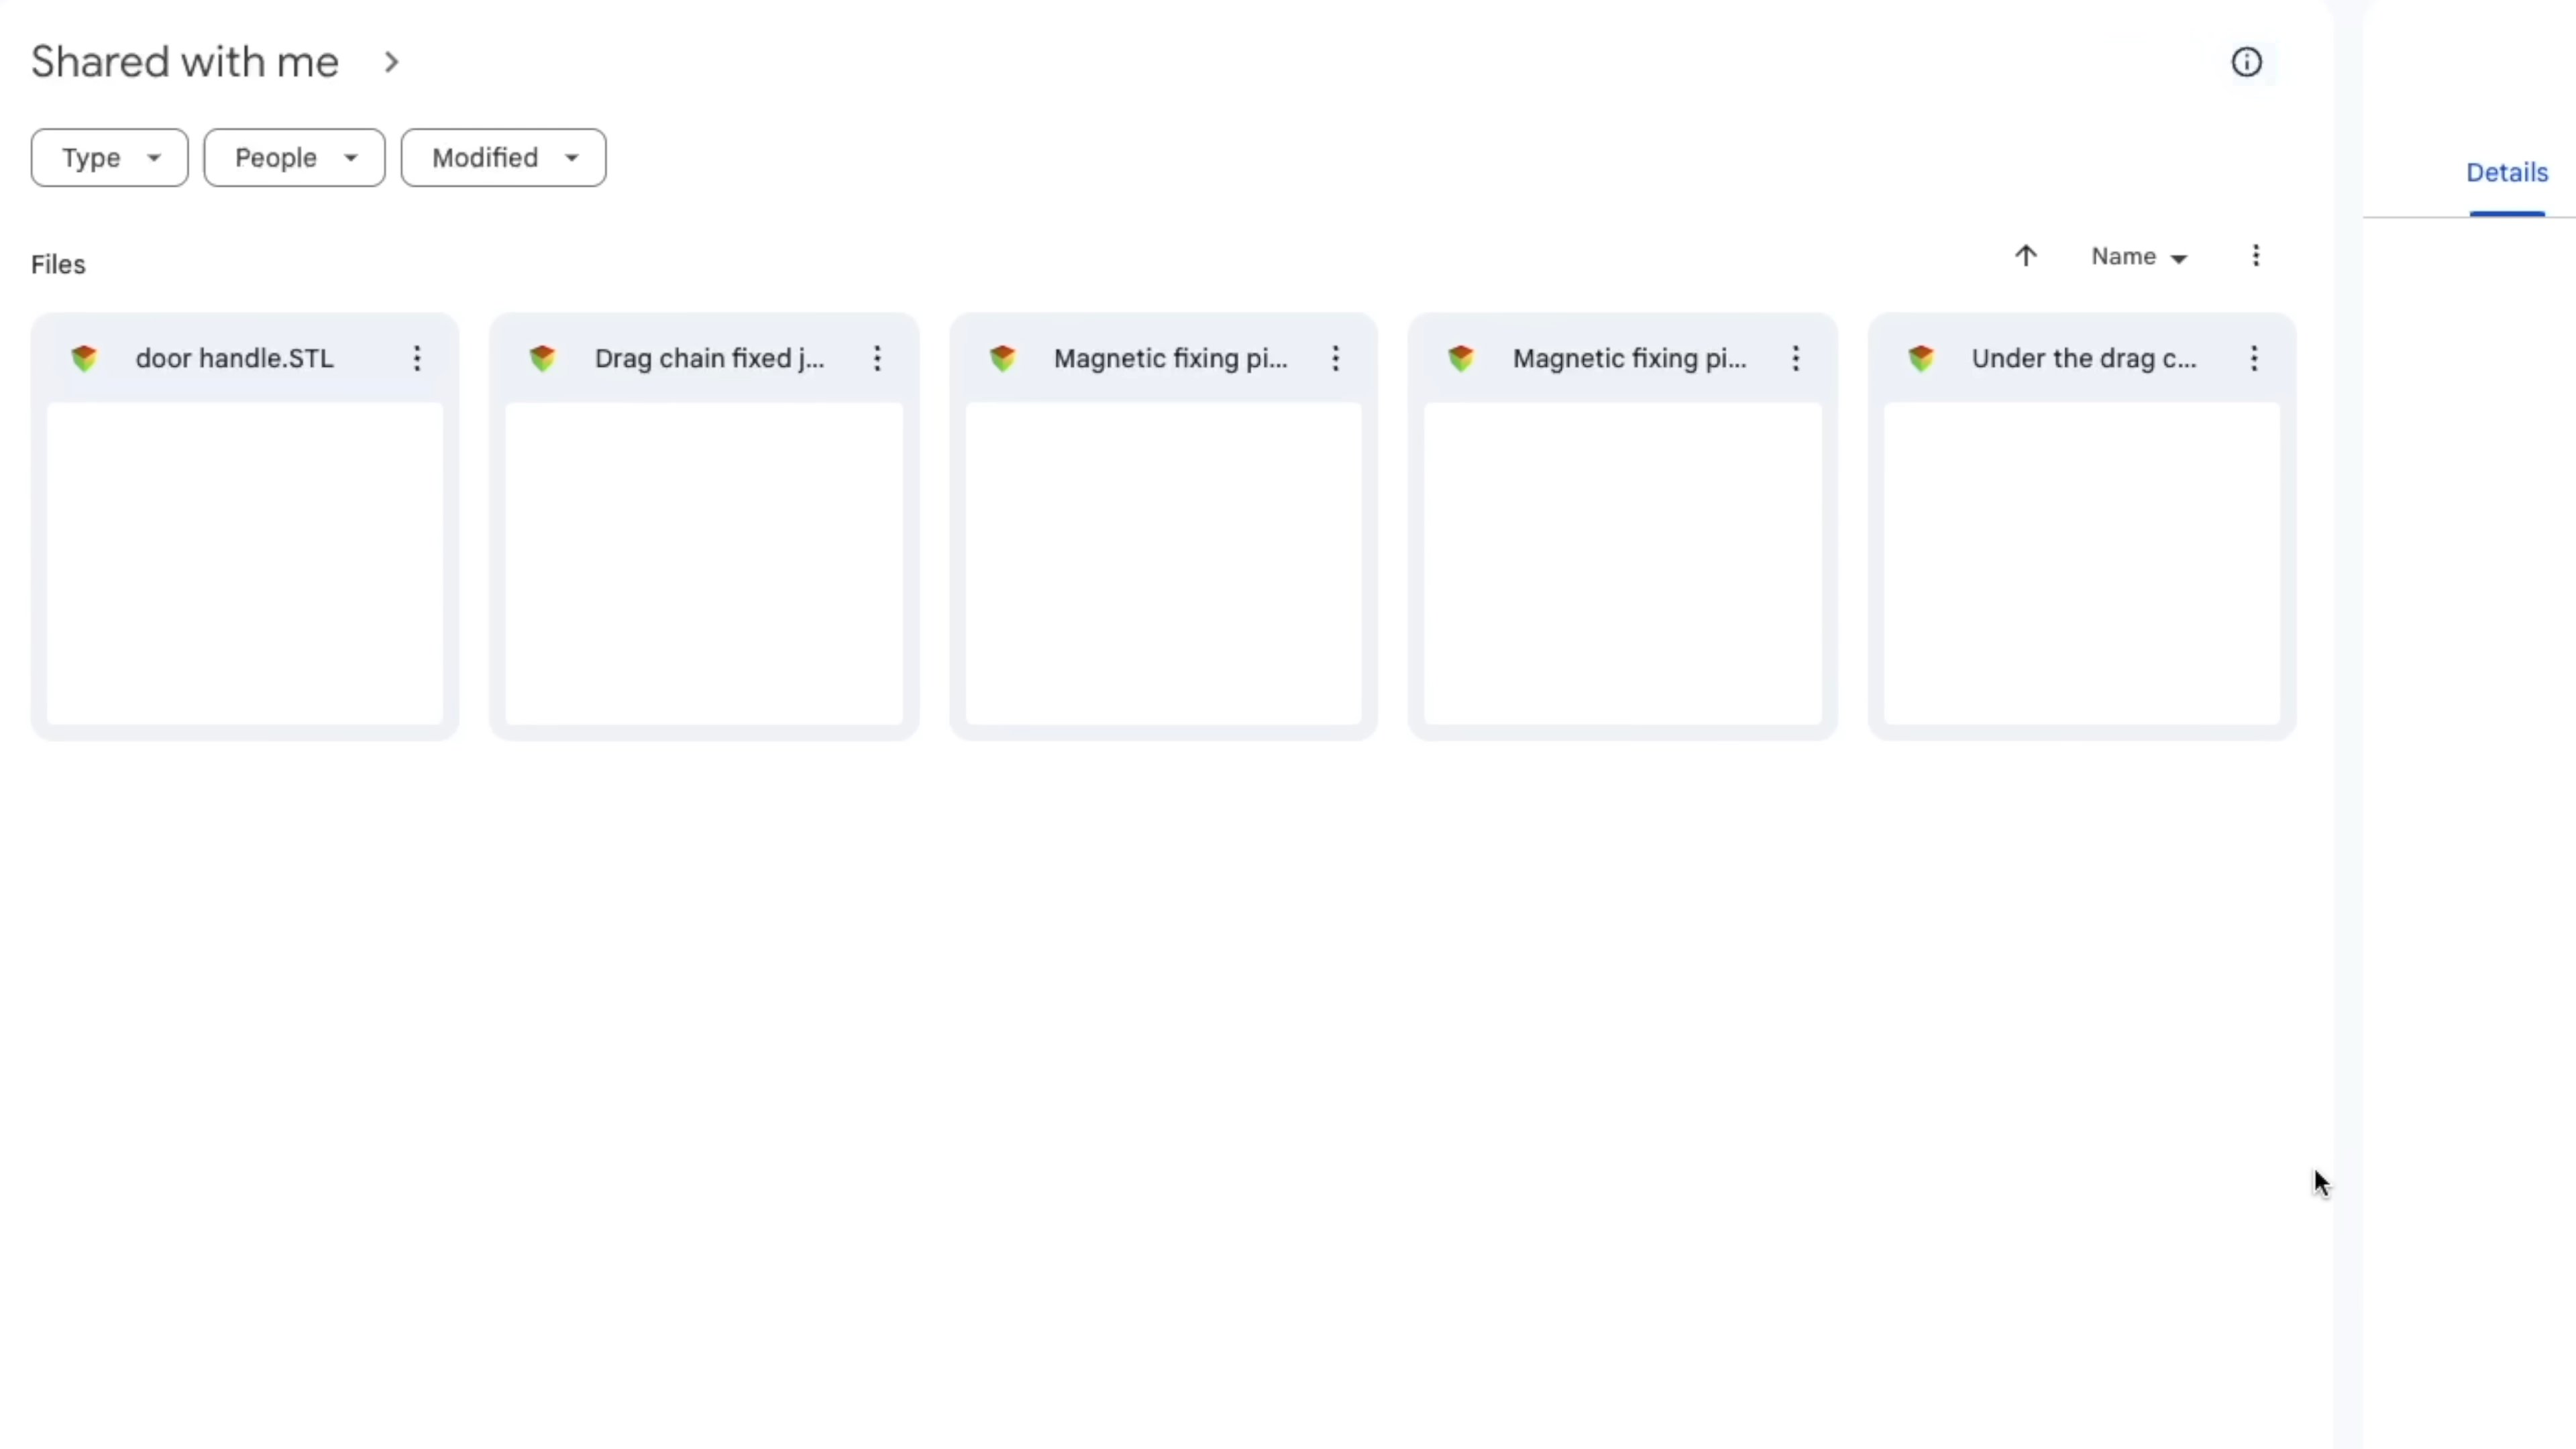 Shared with me
Type
People
Modified
Details
Files
Name
door handle.STL
Drag chain fixed j...
Magnetic fixing pi...
Magnetic fixing pi...
Under the drag c...